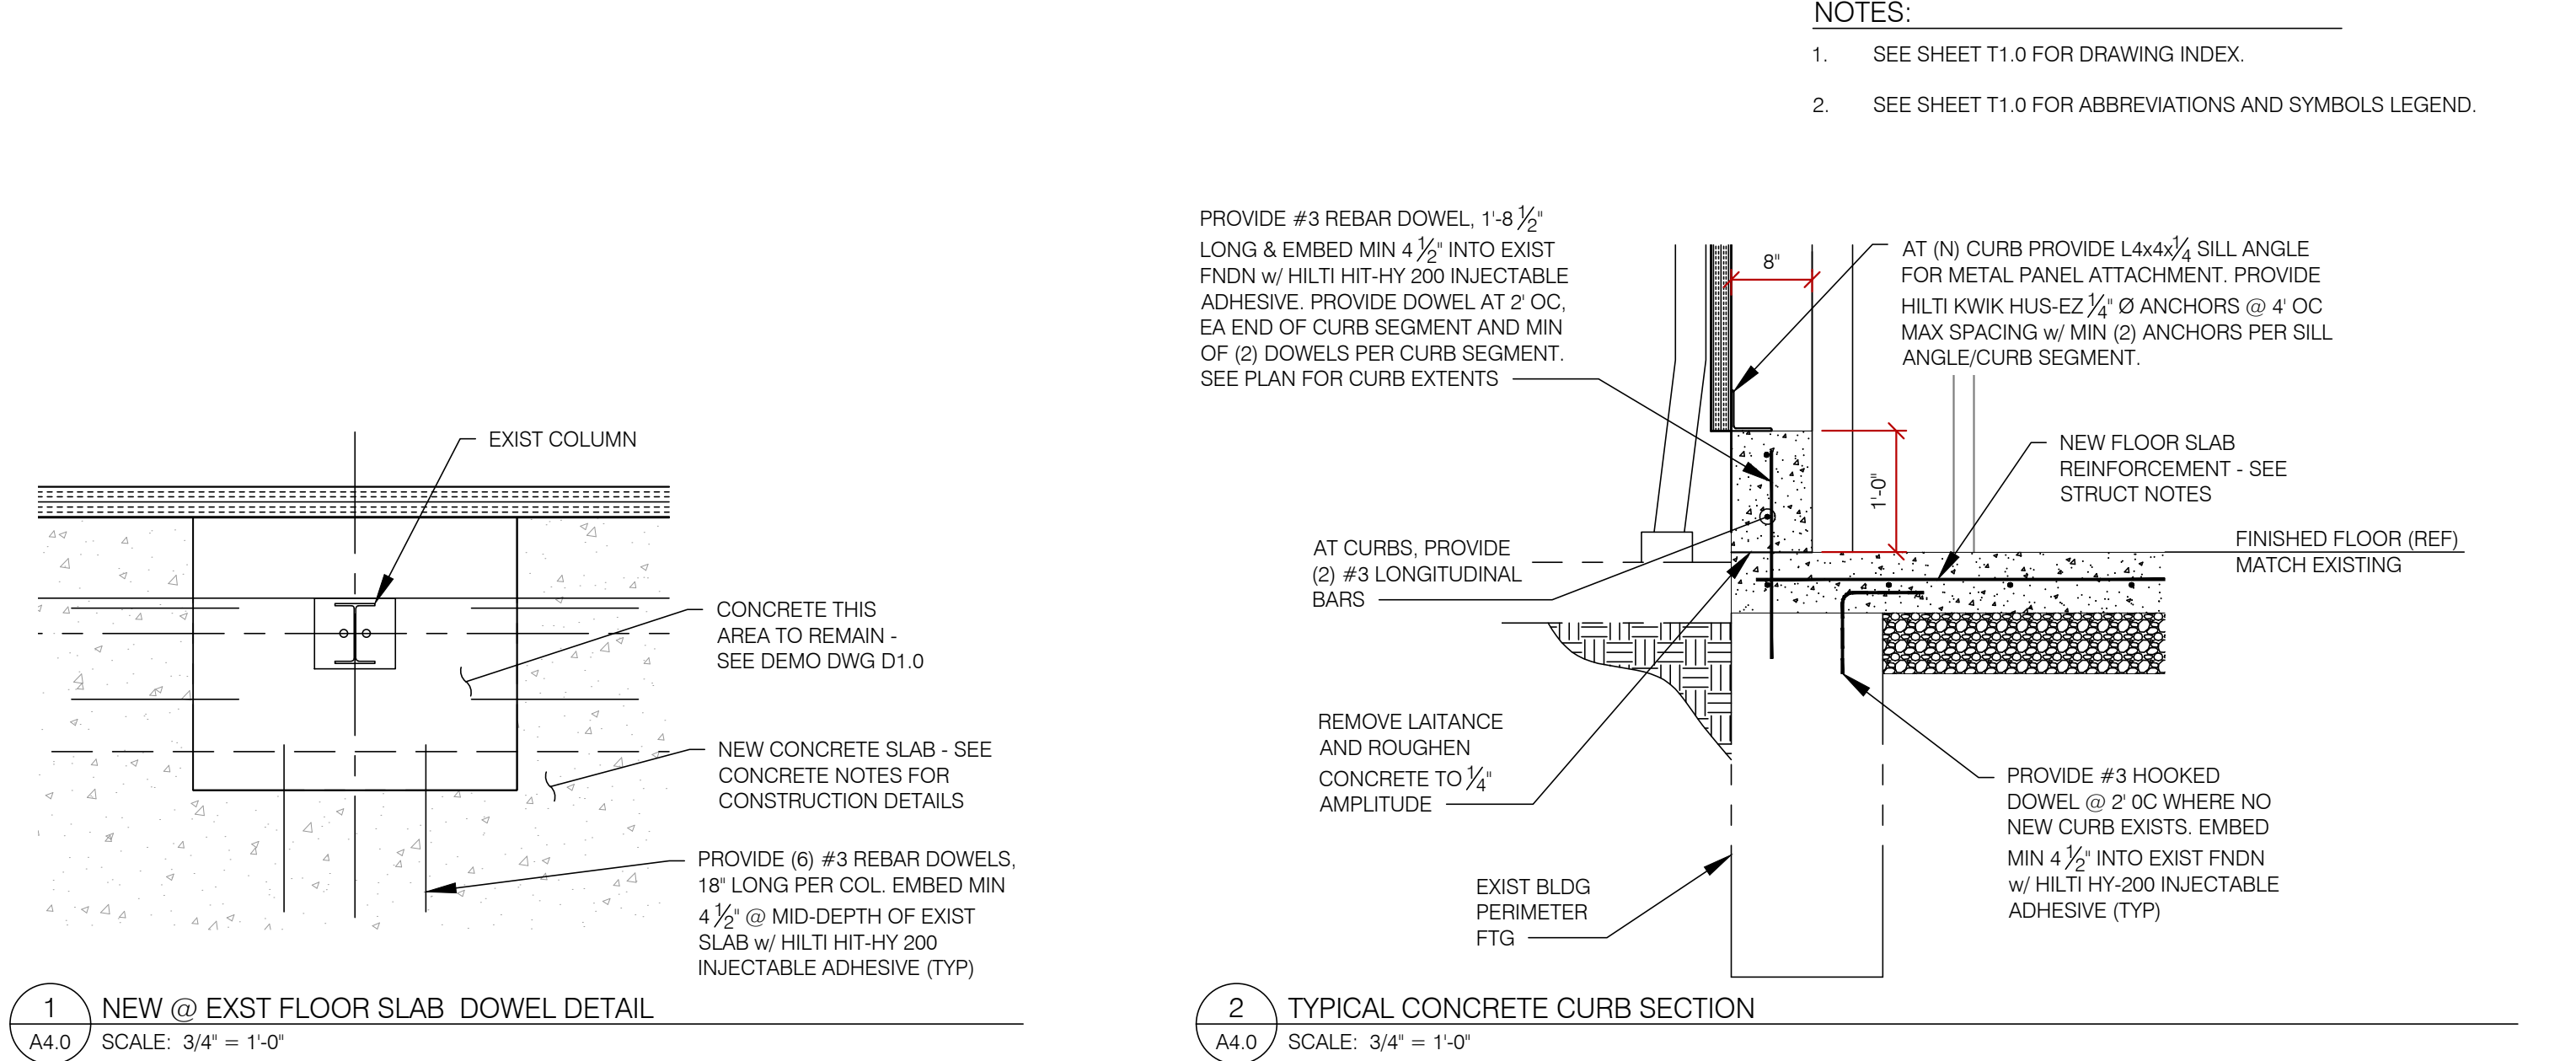 NOTES:
1. SEE SHEET T1.0 FOR DRAWING INDEX.
2. SEE SHEET T1.0 FOR ABBREVIATIONS AND SYMBOLS LEGEND.
EXIST COLUMN
CONCRETE THIS
AREA TO REMAIN -
SEE DEMO DWG D1.0
NEW CONCRETE SLAB - SEE
CONCRETE NOTES FOR
CONSTRUCTION DETAILS
PROVIDE (6) #3 REBAR DOWELS,
18" LONG PER COL. EMBED MIN
4 1/2" @ MID-DEPTH OF EXIST
SLAB w/ HILTI HIT-HY 200
INJECTABLE ADHESIVE (TYP)
1
A4.0
NEW @ EXST FLOOR SLAB DOWEL DETAIL
SCALE: 3/4" = 1'-0"
PROVIDE #3 REBAR DOWEL, 1'-8 1/2"
LONG & EMBED MIN 4 1/2" INTO EXIST
FNDN w/ HILTI HIT-HY 200 INJECTABLE
ADHESIVE. PROVIDE DOWEL AT 2' OC,
EA END OF CURB SEGMENT AND MIN
OF (2) DOWELS PER CURB SEGMENT.
SEE PLAN FOR CURB EXTENTS
8"
AT (N) CURB PROVIDE L4x4x1/4 SILL ANGLE
FOR METAL PANEL ATTACHMENT. PROVIDE
HILTI KWIK HUS-EZ 1/4" Ø ANCHORS @ 4' OC
MAX SPACING w/ MIN (2) ANCHORS PER SILL
ANGLE/CURB SEGMENT.
1'-0"
NEW FLOOR SLAB
REINFORCEMENT - SEE
STRUCT NOTES
FINISHED FLOOR (REF)
MATCH EXISTING
AT CURBS, PROVIDE
(2) #3 LONGITUDINAL
BARS
REMOVE LAITANCE
AND ROUGHEN
CONCRETE TO 1/4"
AMPLITUDE
EXIST BLDG
PERIMETER
FTG
PROVIDE #3 HOOKED
DOWEL @ 2' 0C WHERE NO
NEW CURB EXISTS. EMBED
MIN 4 1/2" INTO EXIST FNDN
w/ HILTI HY-200 INJECTABLE
ADHESIVE (TYP)
2
A4.0
TYPICAL CONCRETE CURB SECTION
SCALE: 3/4" = 1'-0"